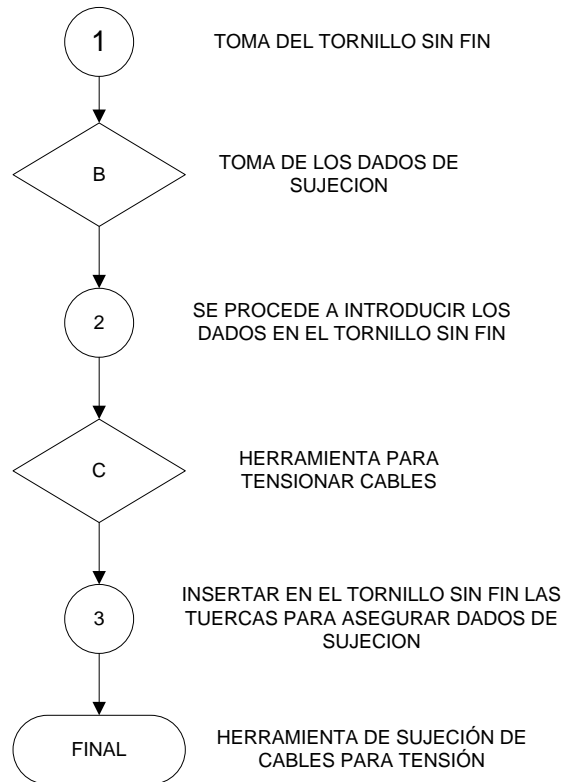 1
TOMA DEL TORNILLO SIN FIN
B
TOMA DE LOS DADOS DE
SUJECION
2
SE PROCEDE A INTRODUCIR LOS
DADOS EN EL TORNILLO SIN FIN
C
HERRAMIENTA PARA
TENSIONAR CABLES
3
INSERTAR EN EL TORNILLO SIN FIN LAS
TUERCAS PARA ASEGURAR DADOS DE
SUJECION
FINAL
HERRAMIENTA DE SUJECIÓN DE
CABLES PARA TENSIÓN